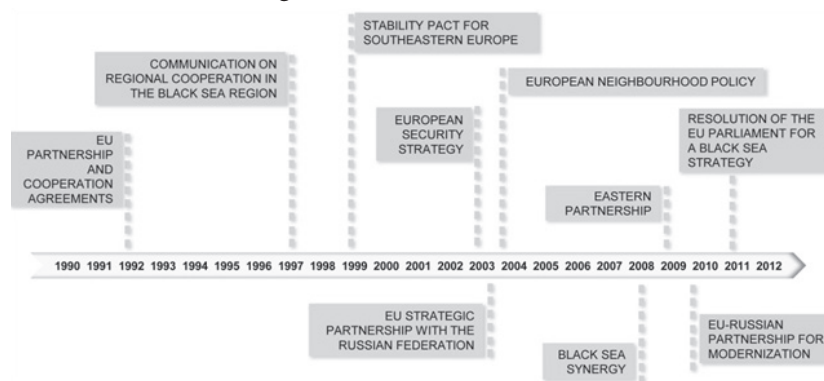 STABILITY PACT FOR
SOUTHEASTERN EUROPE
COMMUNICATION ON
REGIONAL COOPERATION IN
THE BLACK SEA REGION
EUROPEAN NEIGHBOURHOOD POLICY
EUROPEAN
SECURITY
STRATEGY
RESOLUTION OF THE
EU PARLIAMENT FOR
A BLACK SEA
STRATEGY
EU
PARTNERSHIP
AND
COOPERATION
AGREEMENTS
EASTERN
PARTNERSHIP
1990 1991 1992 1993 1994 1995 1996 1997 1998 1999 2000 2001 2002 2003 2004 2005 2006 2007 2008 2009 2010 2011 2012
EU STRATEGIC
PARTNERSHIP WITH THE
RUSSIAN FEDERATION
BLACK SEA
SYNERGY
EU-RUSSIAN
PARTNERSHIP FOR
MODERNIZATION